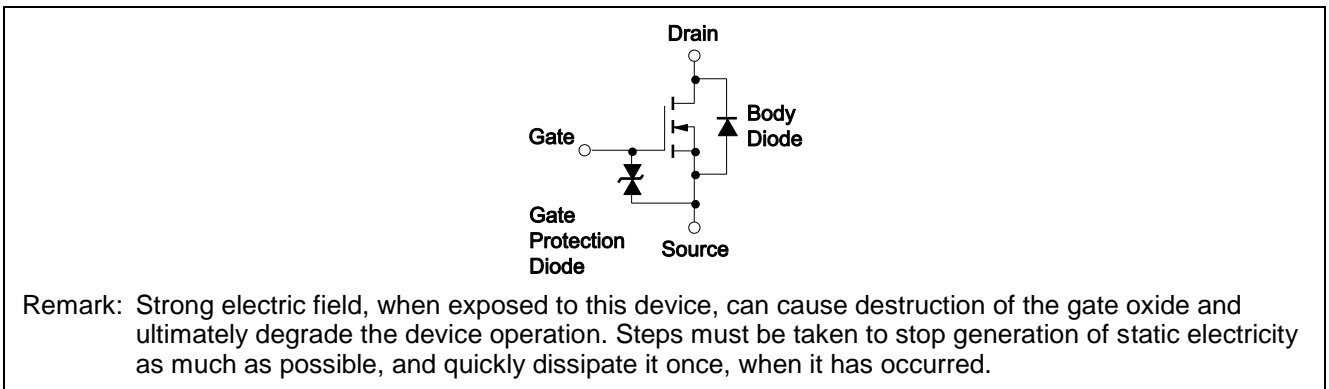 Drain
Body
Diode
Gate
Gate
Protection
Diode
Source
Remark: Strong electric field, when exposed to this device, can cause destruction of the gate oxide and
ultimately degrade the device operation. Steps must be taken to stop generation of static electricity
as much as possible, and quickly dissipate it once, when it has occurred.